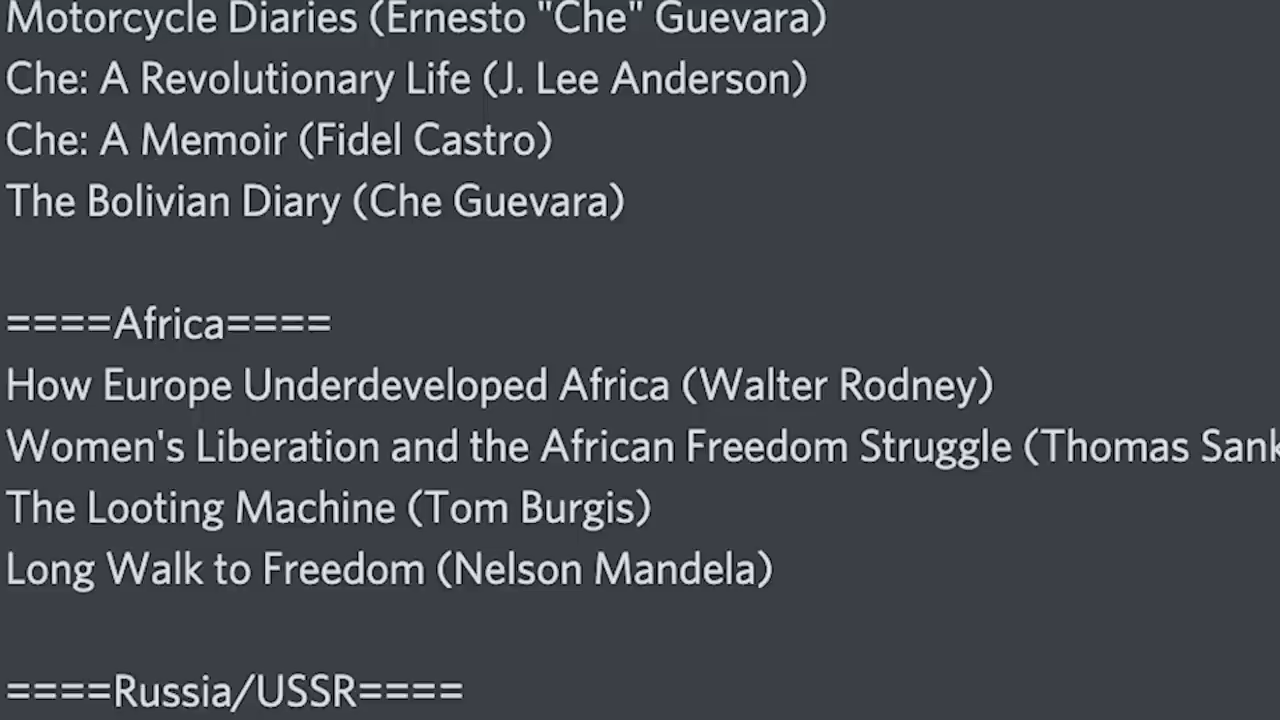 Motorcycle Diaries (Ernesto "Che" Guevara)
Che: A Revolutionary Life (J. Lee Anderson)
Che: A Memoir (Fidel Castro)
The Bolivian Diary (Che Guevara)
====Africa====
How Europe Underdeveloped Africa (Walter Rodney)
Women's Liberation and the African Freedom Struggle (Thomas Sank
The Looting Machine (Tom Burgis)
Long Walk to Freedom (Nelson Mandela)
====Russia/USSR====